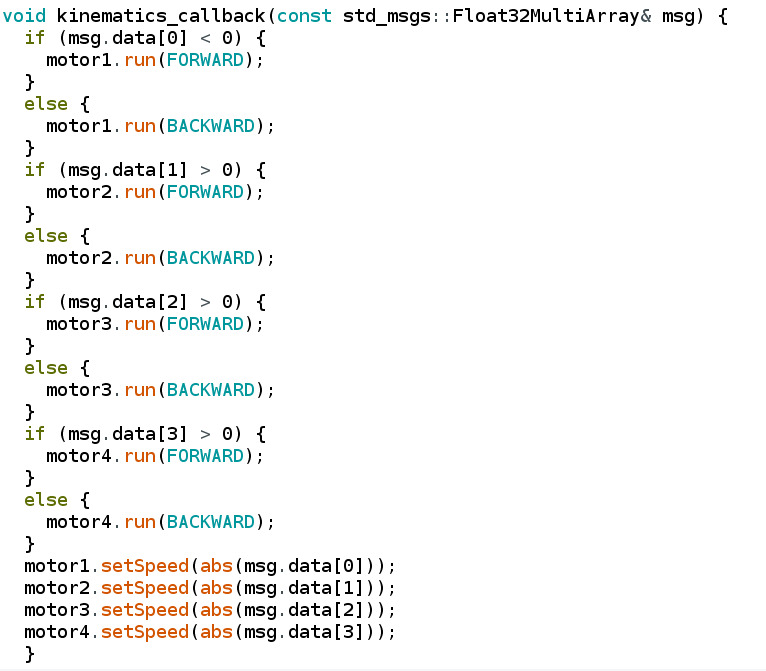 void kinematics_callback(const std_msgs::Float32MultiArray& msg) {
  if (msg.data[0] < 0) {
    motor1.run(FORWARD);
  }
  else {
    motor1.run(BACKWARD);
  }
  if (msg.data[1] > 0) {
    motor2.run(FORWARD);
  }
  else {
    motor2.run(BACKWARD);
  }
  if (msg.data[2] > 0) {
    motor3.run(FORWARD);
  }
  else {
    motor3.run(BACKWARD);
  }
  if (msg.data[3] > 0) {
    motor4.run(FORWARD);
  }
  else {
    motor4.run(BACKWARD);
  }
  motor1.setSpeed(abs(msg.data[0]));
  motor2.setSpeed(abs(msg.data[1]));
  motor3.setSpeed(abs(msg.data[2]));
  motor4.setSpeed(abs(msg.data[3]));
  }